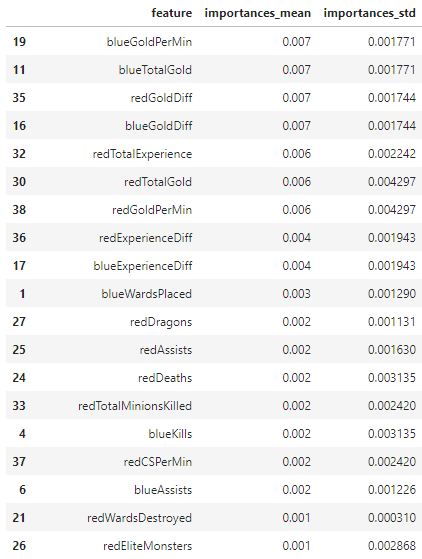 feature importances_mean importances_std
19 blueGoldPerMin 0.007 0.001771
11 blueTotalGold 0.007 0.001771
35 redGoldDiff 0.007 0.001744
16 blueGoldDiff 0.007 0.001744
32 redTotalExperience 0.006 0.002242
30 redTotalGold 0.006 0.004297
38 redGoldPerMin 0.006 0.004297
36 redExperienceDiff 0.004 0.001943
17 blueExperienceDiff 0.004 0.001943
1 blueWardsPlaced 0.003 0.001290
27 redDragons 0.002 0.001131
25 redAssists 0.002 0.001630
24 redDeaths 0.002 0.003135
33 redTotalMinionsKilled 0.002 0.002420
4 blueKills 0.002 0.003135
37 redCSPerMin 0.002 0.002420
6 blueAssists 0.002 0.001226
21 redWardsDestroyed 0.001 0.000310
26 redEliteMonsters 0.001 0.002868